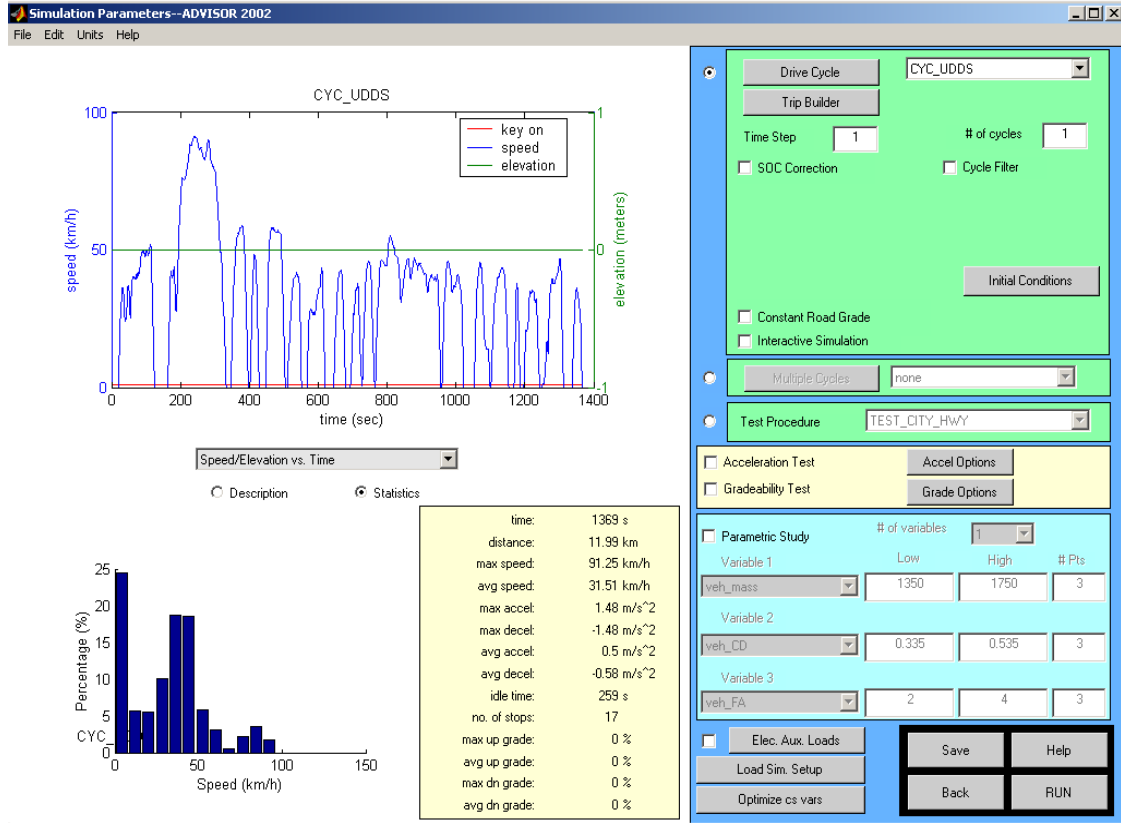 Simulation Parameters--ADVISOR 2002
File Edit Units Help
CYC_UDDS
100
50
0
speed (km/h)
key on
speed
elevation
1
0
-1
elevation (meters)
0 200 400 600 800 1000 1200 1400
time (sec)
Speed/Elevation vs. Time
Description Statistics
25
20
15
10
5
0
Percentage (%)
CYC_
0 50 100 150
Speed (km/h)
time: 1369 s
distance: 11.99 km
max speed: 91.25 km/h
avg speed: 31.51 km/h
max accel: 1.48 m/s^2
max decel: -1.48 m/s^2
avg accel: 0.5 m/s^2
avg decel: -0.58 m/s^2
idle time: 259 s
no. of stops: 17
max up grade: 0 %
avg up grade: 0 %
max dn grade: 0 %
avg dn grade: 0 %
Drive Cycle CYC_UDDS
Trip Builder
Time Step 1 # of cycles 1
SOC Correction Cycle Filter
Initial Conditions
Constant Road Grade
Interactive Simulation
Multiple Cycles none
Test Procedure TEST_CITY_HWY
Acceleration Test Accel Options
Gradeability Test Grade Options
Parametric Study # of variables 1
Variable 1 Low High # Pts
veh_mass 1350 1750 3
Variable 2
veh_CD 0.335 0.535 3
Variable 3
veh_FA 2 4 3
Elec. Aux. Loads
Load Sim. Setup
Optimize cs vars
Save Help
Back RUN